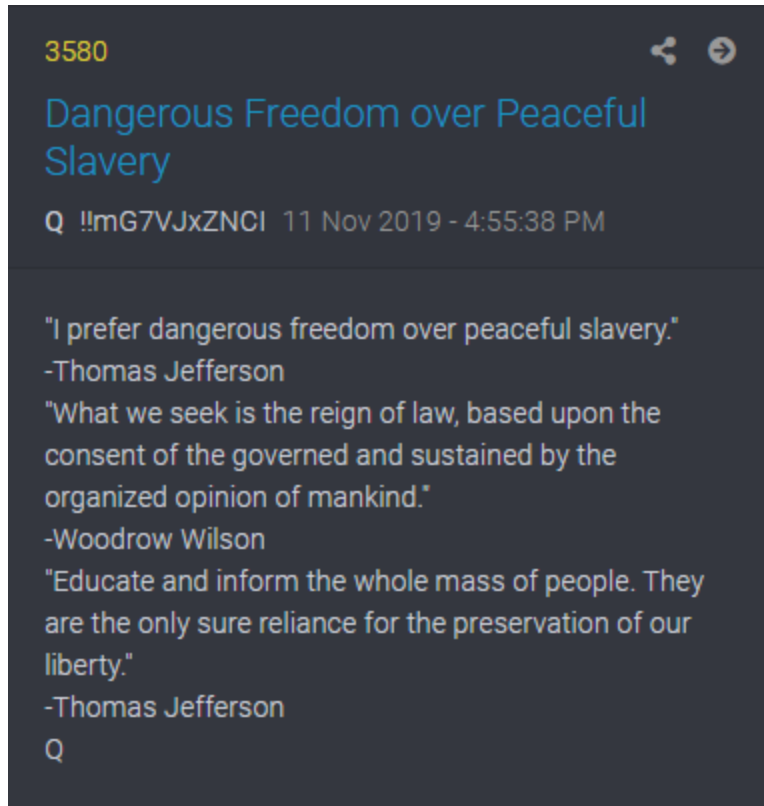 3580
Dangerous Freedom over Peaceful
Slavery
Q !!mG7VJxZNCI 11 Nov 2019 - 4:55:38 PM
"I prefer dangerous freedom over peaceful slavery."
-Thomas Jefferson
"What we seek is the reign of law, based upon the
consent of the governed and sustained by the
organized opinion of mankind."
-Woodrow Wilson
"Educate and inform the whole mass of people. They
are the only sure reliance for the preservation of our
liberty."
-Thomas Jefferson
Q